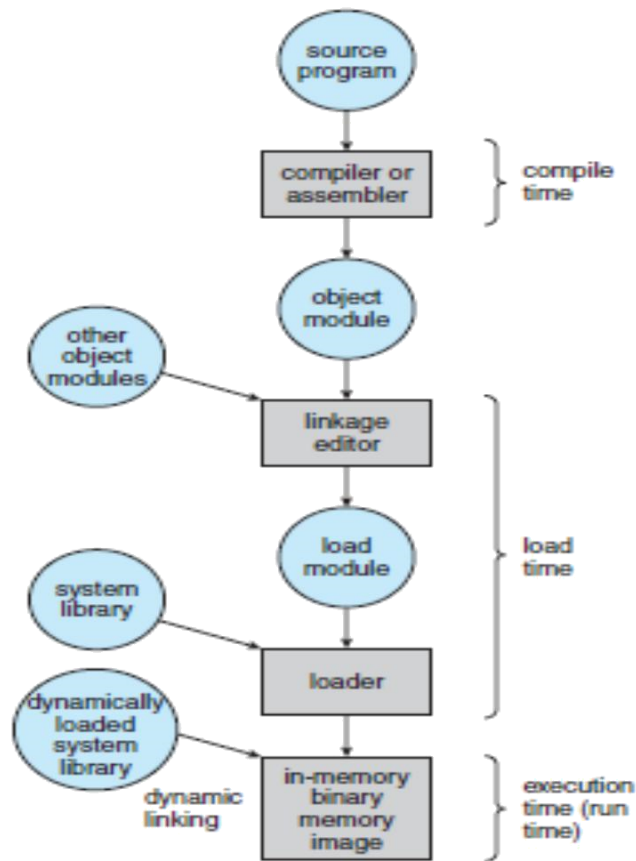 source
program
compiler or
assembler
compile
time
object
module
other
object
modules
linkage
editor
load
module
load
time
system
library
loader
dynamically
loaded
system
library
dynamic
linking
in-memory
binary
memory
image
execution
time (run
time)